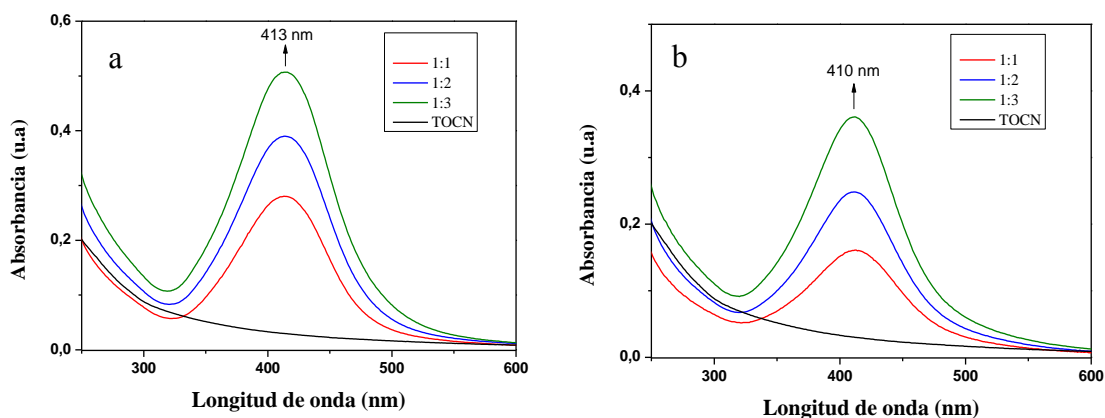 a
413 nm
1:1
1:2
1:3
TOCN
0,6
0,4
0,2
0,0
Absorbancia (u.a)
300
400
500
600
Longitud de onda (nm)
b
410 nm
1:1
1:2
1:3
TOCN
0,4
0,2
0,0
Absorbancia (u.a)
300
400
500
600
Longitud de onda (nm)